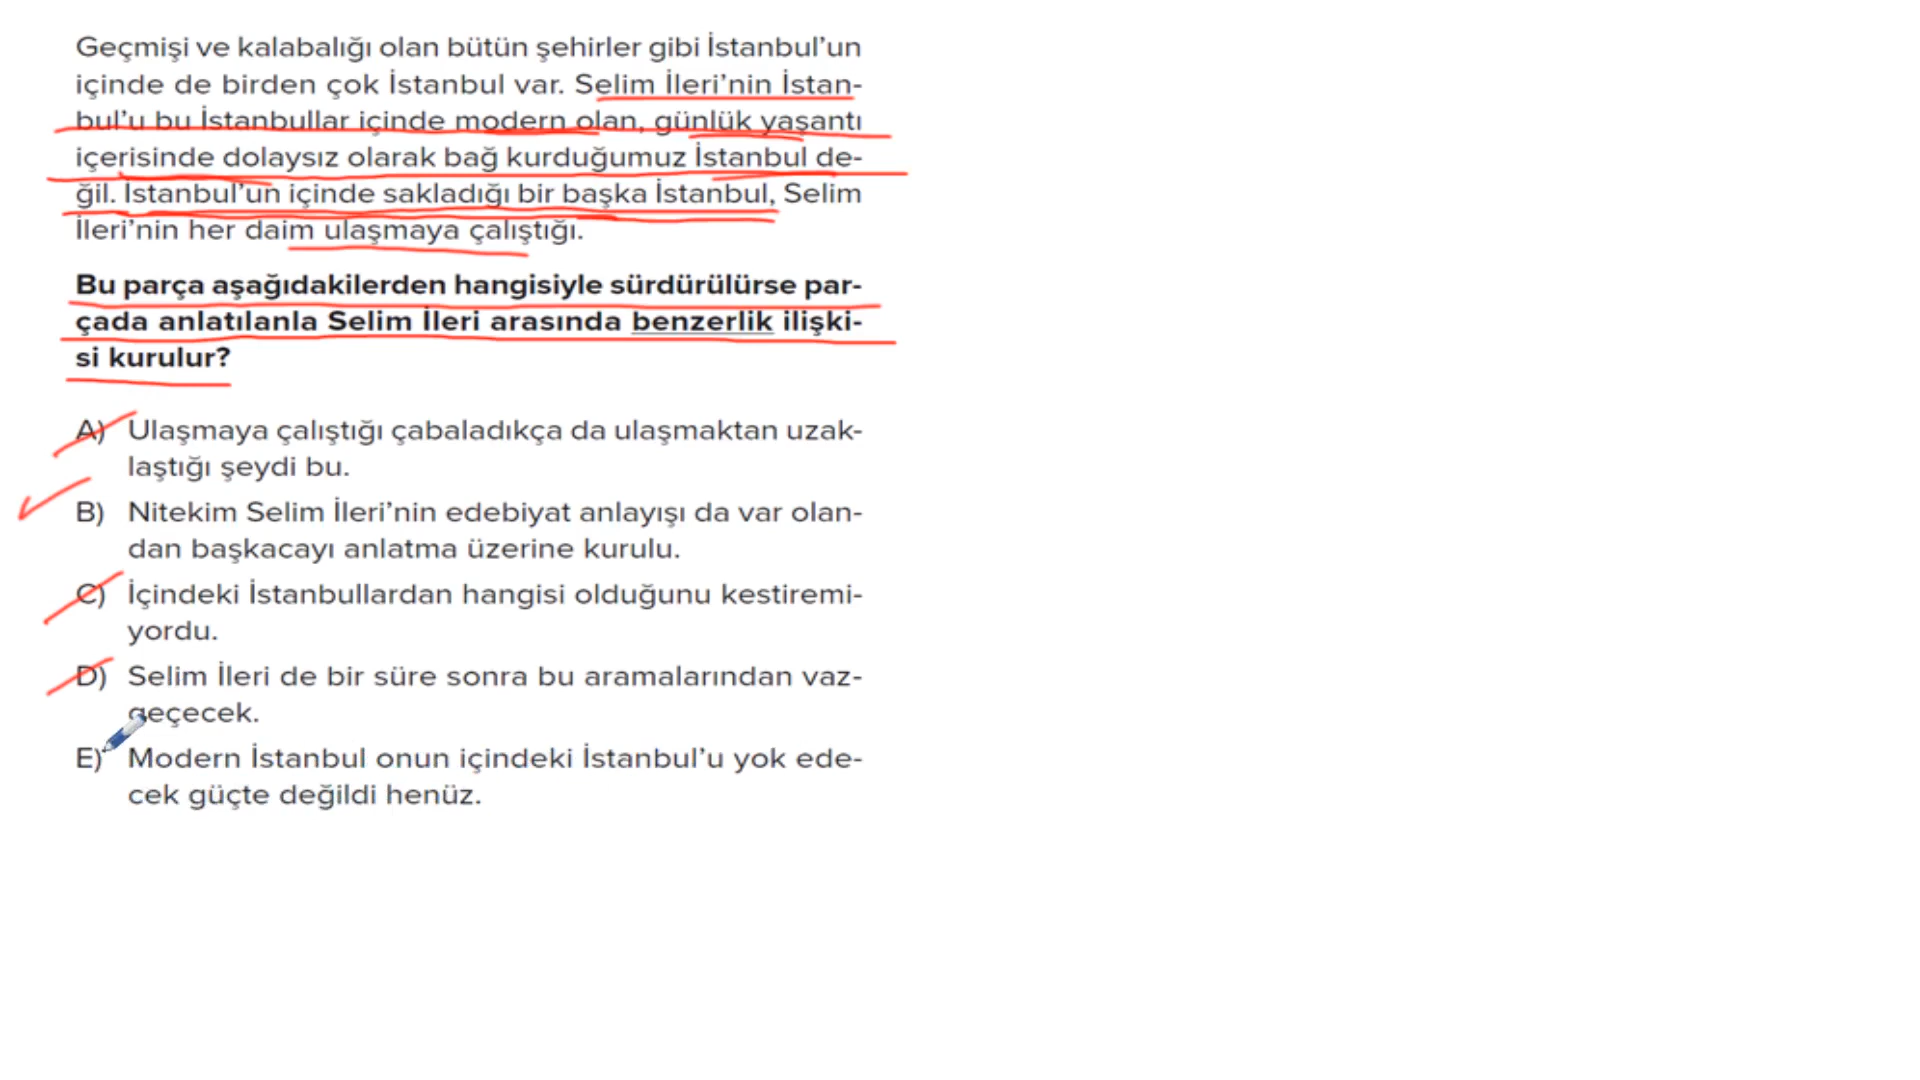 Geçmişi ve kalabalığı olan bütün şehirler gibi İstanbul’un
içinde de birden çok İstanbul var. Selim İleri’nin İstan-
bul’u bu İstanbullar içinde modern olan, günlük yaşantı
içerisinde dolaysız olarak bağ kurduğumuz İstanbul de-
ğil. İstanbul’un içinde sakladığı bir başka İstanbul, Selim
İleri’nin her daim ulaşmaya çalıştığı.
Bu parça aşağıdakilerden hangisiyle sürdürülürse par-
çada anlatılanla Selim İleri arasında benzerlik ilişki-
si kurulur?
A) Ulaşmaya çalıştığı çabaladıkça da ulaşmaktan uzak-
laştığı şeydi bu.
B) Nitekim Selim İleri’nin edebiyat anlayışı da var olan-
dan başkacayı anlatma üzerine kurulu.
C) İçindeki İstanbullardan hangisi olduğunu kestiremi-
yordu.
D) Selim İleri de bir süre sonra bu aramalarından vaz-
geçecek.
E) Modern İstanbul onun içindeki İstanbul’u yok ede-
cek güçte değildi henüz.